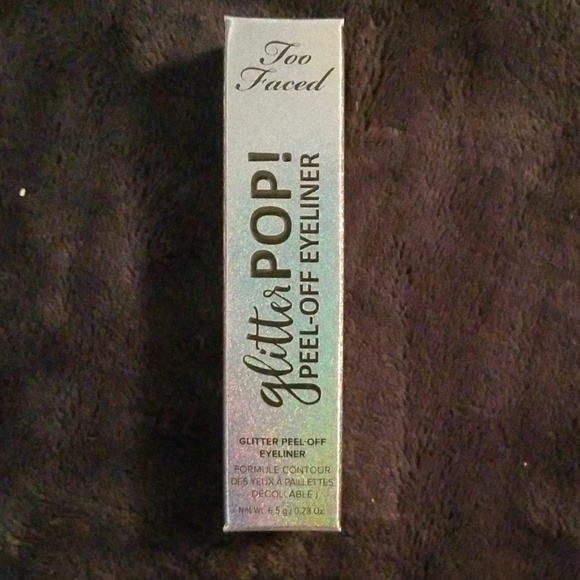 Too
Faced
glitter POP!
PEEL-OFF EYELINER
GLITTER PEEL-OFF
EYELINER
FORMULE CONTOUR
DES YEUX À PAILLETTES
DÉCOLLABLE
Net Wt. 6.5 g / 0.28 Oz.